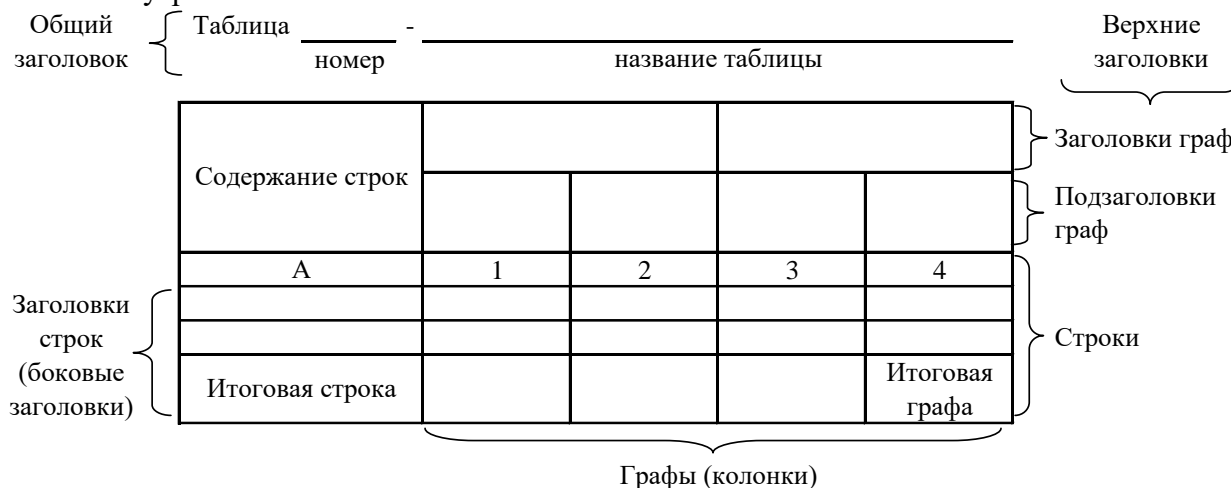 Общий
заголовок
Таблица -
номер
название таблицы
Верхние
заголовки
Содержание строк
Заголовки граф
Подзаголовки
граф
А 1 2 3 4
Заголовки
строк
(боковые
заголовки)
Строки
Итоговая строка
Итоговая
графа
Графы (колонки)